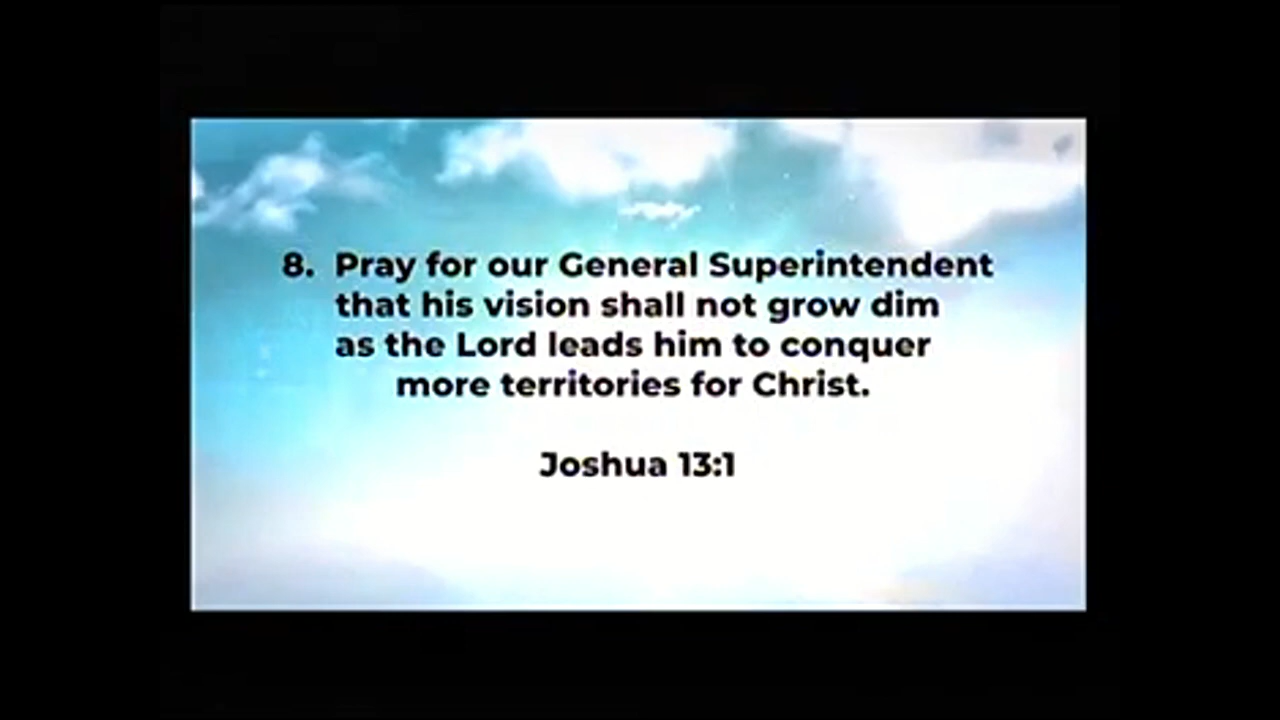 8. Pray for our General Superintendent
that his vision shall not grow dim
as the Lord leads him to conquer
more territories for Christ.
Joshua 13:1